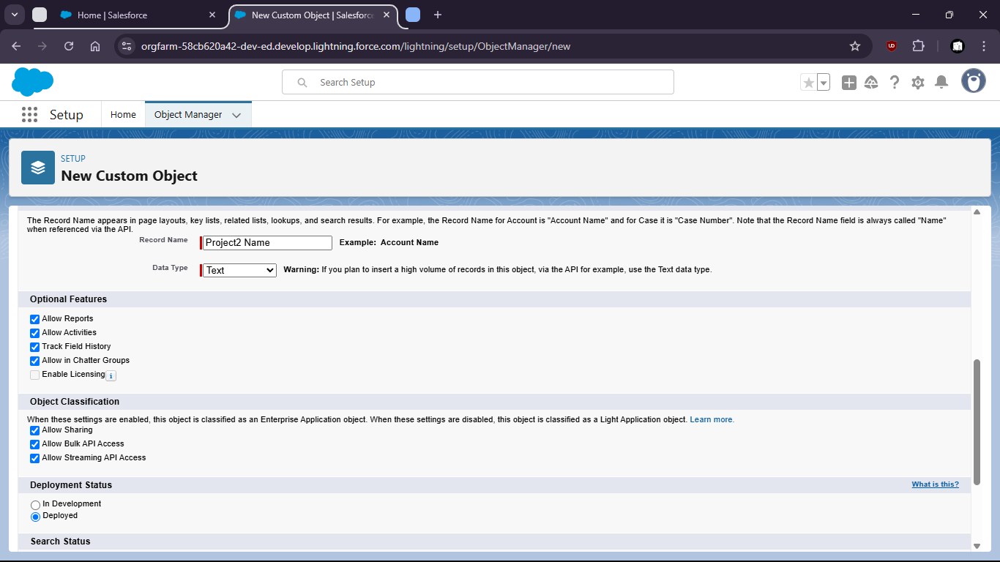 Home | Salesforce
New Custom Object | Salesforce
orgfarm-58cb620a42-dev-ed.develop.lightning.force.com/lightning/setup/ObjectManager/new
Search Setup
Setup
Home
Object Manager
SETUP
New Custom Object
The Record Name appears in page layouts, key lists, related lists, lookups, and search results. For example, the Record Name for Account is "Account Name" and for Case it is "Case Number". Note that the Record Name field is always called "Name"
when referenced via the API.
Record Name
Project2 Name
Example: Account Name
Data Type
Text
Warning: If you plan to insert a high volume of records in this object, via the API for example, use the Text data type.
Optional Features
Allow Reports
Allow Activities
Track Field History
Allow in Chatter Groups
Enable Licensing i
Object Classification
When these settings are enabled, this object is classified as an Enterprise Application object. When these settings are disabled, this object is classified as a Light Application object. Learn more.
Allow Sharing
Allow Bulk API Access
Allow Streaming API Access
Deployment Status
What is this?
In Development
Deployed
Search Status